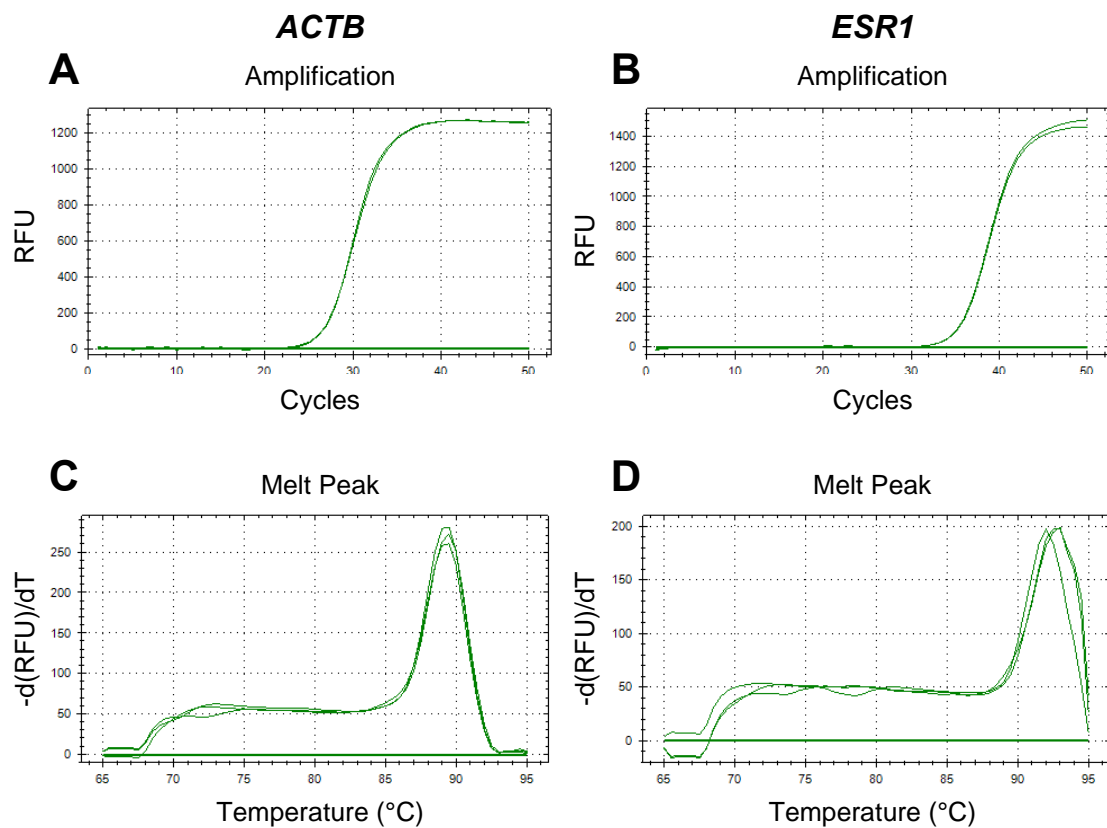 ACTB
ESR1
A
Amplification
B
Amplification
RFU
1200
1000
800
600
400
200
0
0 10 20 30 40 50
Cycles
RFU
1400
1200
1000
800
600
400
200
0
0 10 20 30 40 50
Cycles
C
Melt Peak
D
Melt Peak
-d(RFU)/dT
250
200
150
100
50
0
65 70 75 80 85 90 95
Temperature (°C)
-d(RFU)/dT
200
150
100
50
0
65 70 75 80 85 90 95
Temperature (°C)